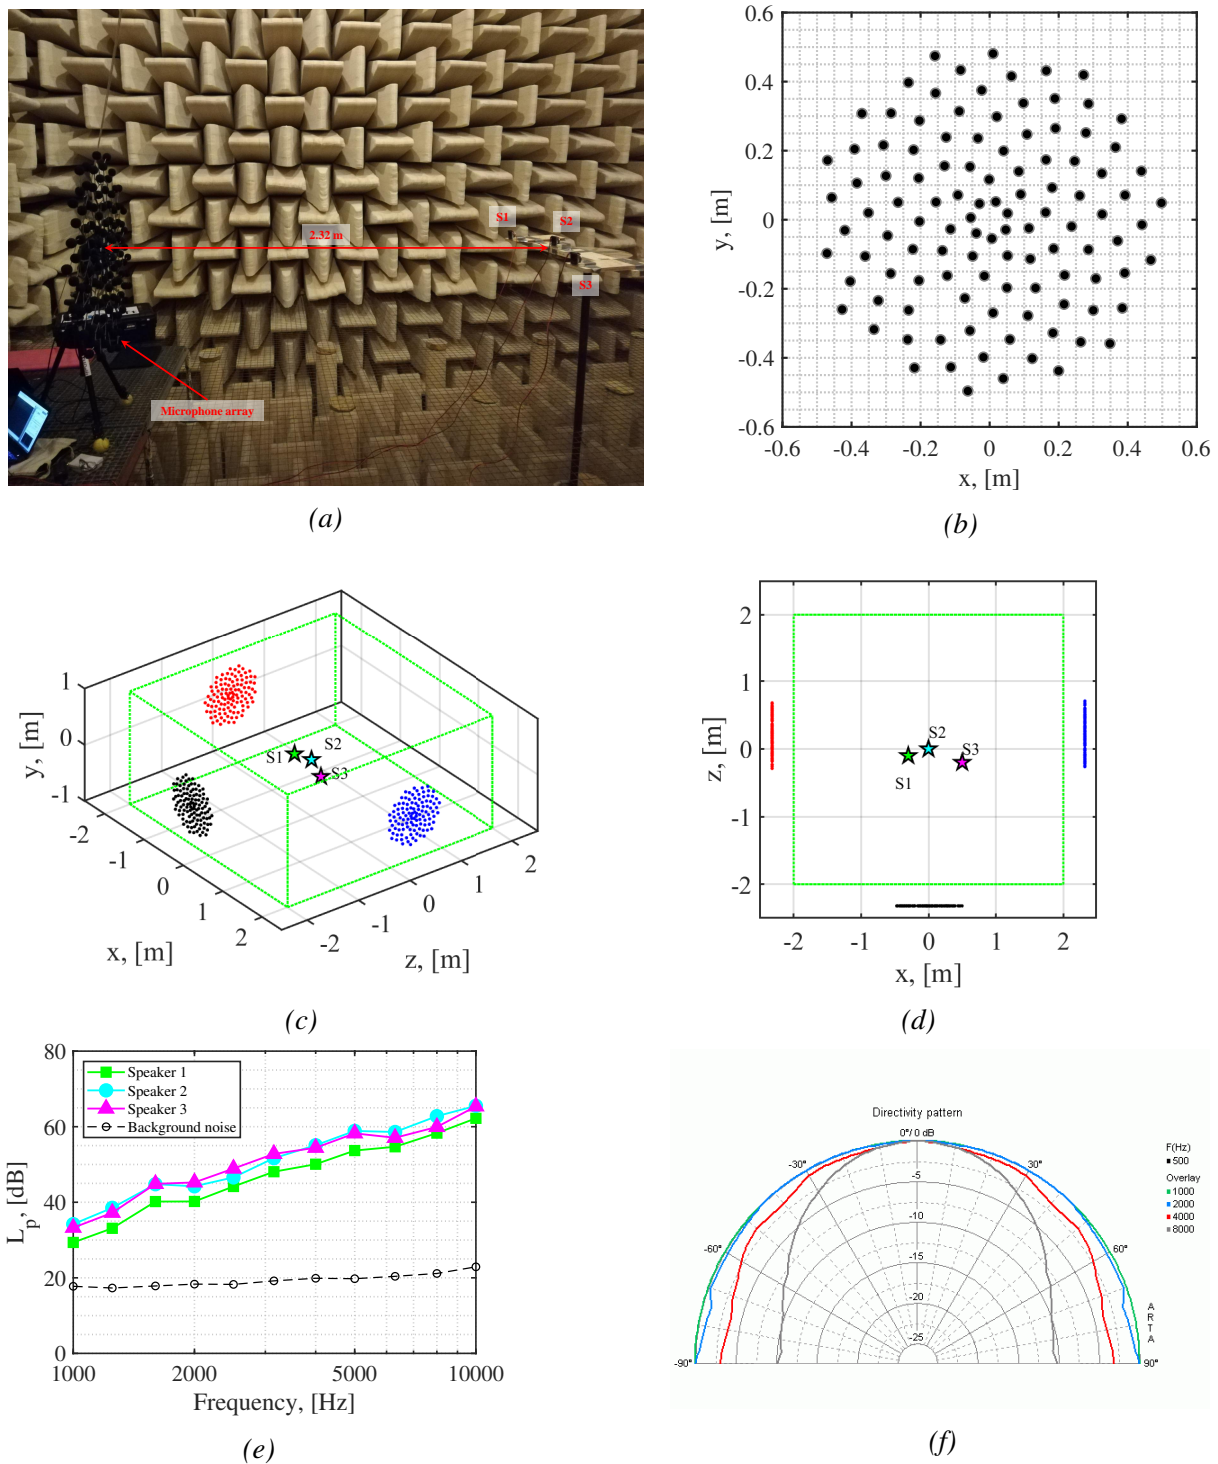 S1
S2
2.32 m
S3
Microphone array
(a)
0.6
0.4
0.2
0
-0.2
-0.4
-0.6
y, [m]
-0.6
-0.4
-0.2
0
0.2
0.4
0.6
x, [m]
(b)
1
0
-1
y, [m]
-2
-1
0
1
2
x, [m]
-2
-1
0
1
2
z, [m]
S1
S2
S3
(c)
2
1
0
-1
-2
z, [m]
S2
S3
S1
-2
-1
0
1
2
x, [m]
(d)
80
60
40
20
0
L_p, [dB]
Speaker 1
Speaker 2
Speaker 3
Background noise
1000
2000
5000
10000
Frequency, [Hz]
(e)
Directivity pattern
0°/ 0 dB
-30°
30°
-60°
60°
-90°
90°
-5
-10
-15
-20
-25
F(Hz)
500
Overlay
1000
2000
4000
8000
A
R
T
A
(f)